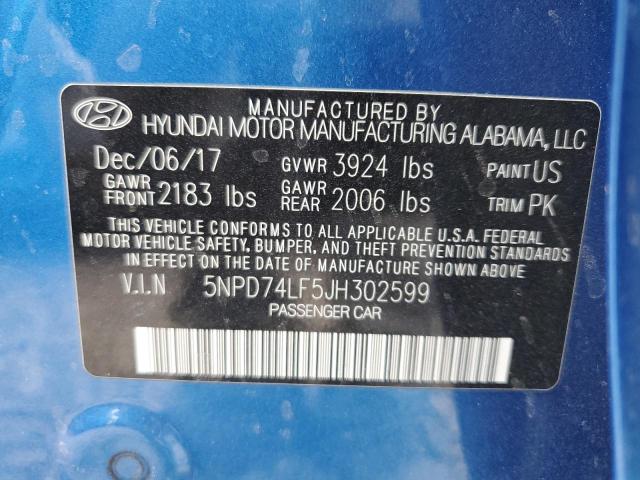 MANUFACTURED BY
HYUNDAI MOTOR MANUFACTURING ALABAMA, LLC
Dec/06/17 GVWR 3924 lbs PAINT US
GAWR FRONT 2183 lbs GAWR REAR 2006 lbs TRIM PK
THIS VEHICLE CONFORMS TO ALL APPLICABLE U.S.A. FEDERAL
MOTOR VEHICLE SAFETY, BUMPER, AND THEFT PREVENTION STANDARDS
IN EFFECT ON THE DATE OF MANUFACTURE SHOWN ABOVE.
V.I.N 5NPD74LF5JH302599
PASSENGER CAR